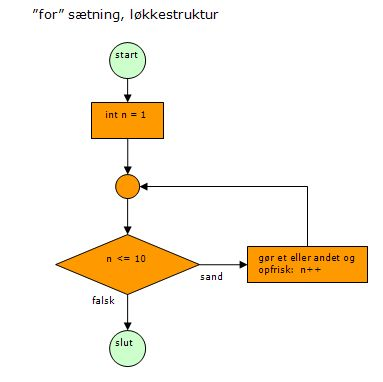 ”for” sætning, løkkestruktur
start
int n = 1
n <= 10
sand
gør et eller andet og
opfrisk: n++
falsk
slut